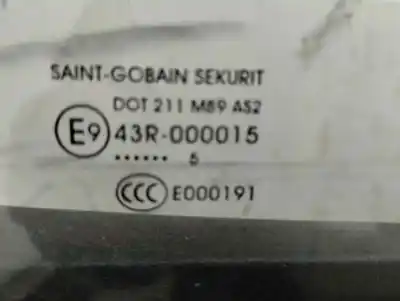 SAINT-GOBAIN SEKURIT
DOT 211 M89 AS2
E9 43R-000015
...... 5
CCC E000191